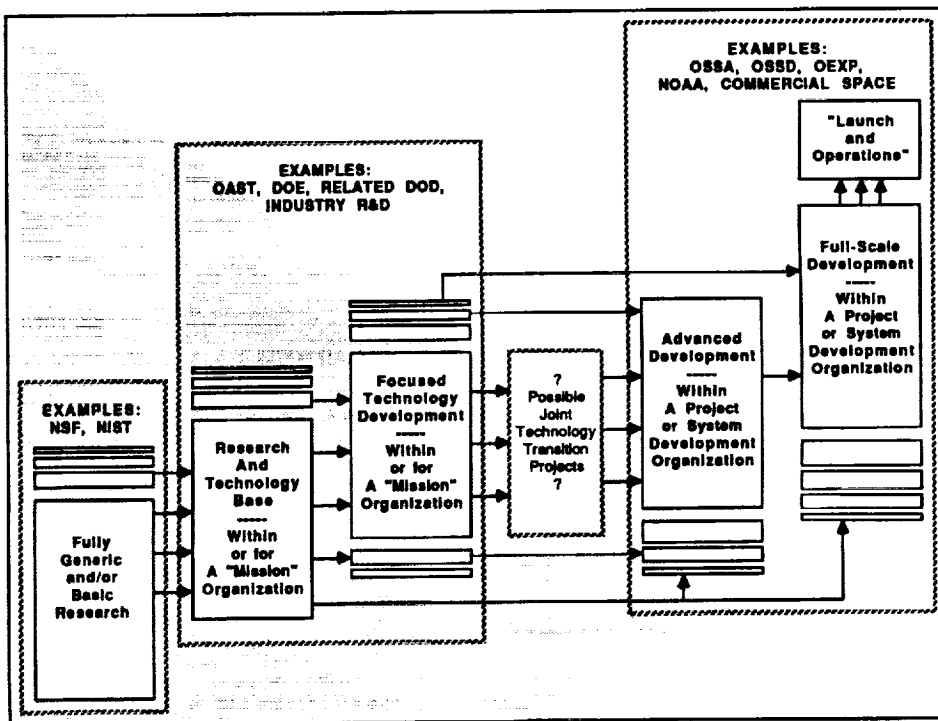 EXAMPLES:
NSF, NIST
Fully
Generic
and/or
Basic
Research
EXAMPLES:
OAST, DOE, RELATED DOD,
INDUSTRY R&D
Research
And
Technology
Base
-----
Within
or for
A "Mission"
Organization
Focused
Technology
Development
-----
Within
or for
A "Mission"
Organization
?
Possible
Joint
Technology
Transition
Projects
?
EXAMPLES:
OSSA, OSSD, OEXP,
NOAA, COMMERCIAL SPACE
Advanced
Development
-----
Within
A Project
or System
Development
Organization
"Launch
and
Operations"
Full-Scale
Development
-----
Within
A Project
or System
Development
Organization